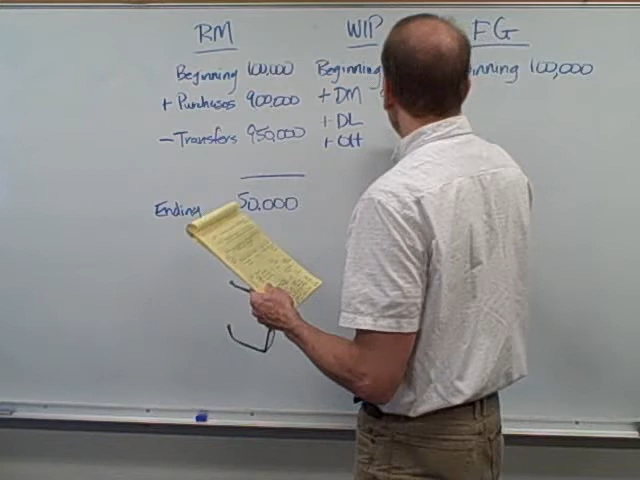 RM
Beginning 100,000
+ Purchases 900,000
- Transfers 950,000
Ending 50,000
WIP
Beginning
+ DM
+ DL
+ OH
FG
100,000